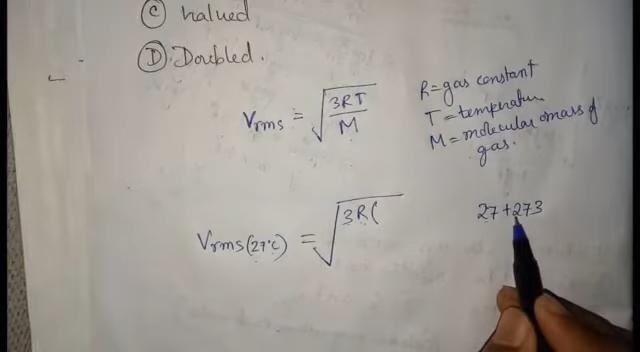 Ⓒ halved
Ⓓ Doubled.
Vrms = √(3RT/M)
R = gas constant
T = temperature
M = molecular mass of
gas.
Vrms (27°C) = √(3R(
27+273